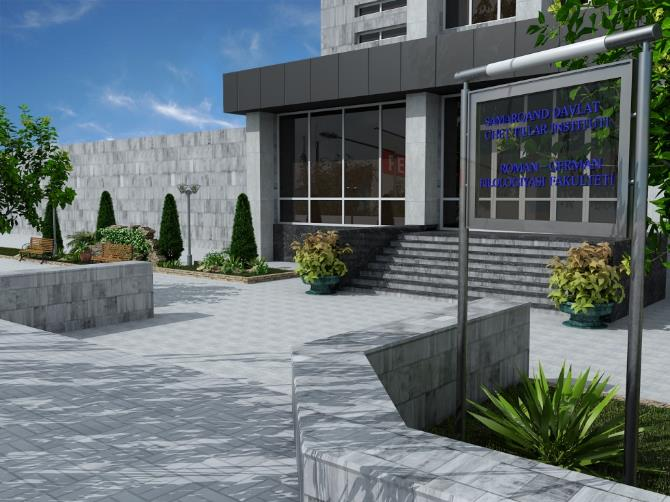 SAMARQAND DAVLAT
CHET TILLAR INSTITUTI
ROMAN - GERMAN
FILOLOGIYASI FAKULTETI